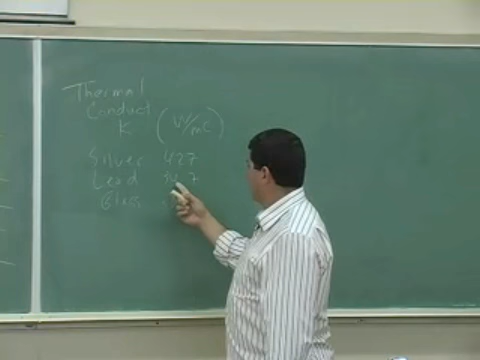 Thermal
Conduct
K (W/mC)
Silver 427
Lead 34.7
Glass .